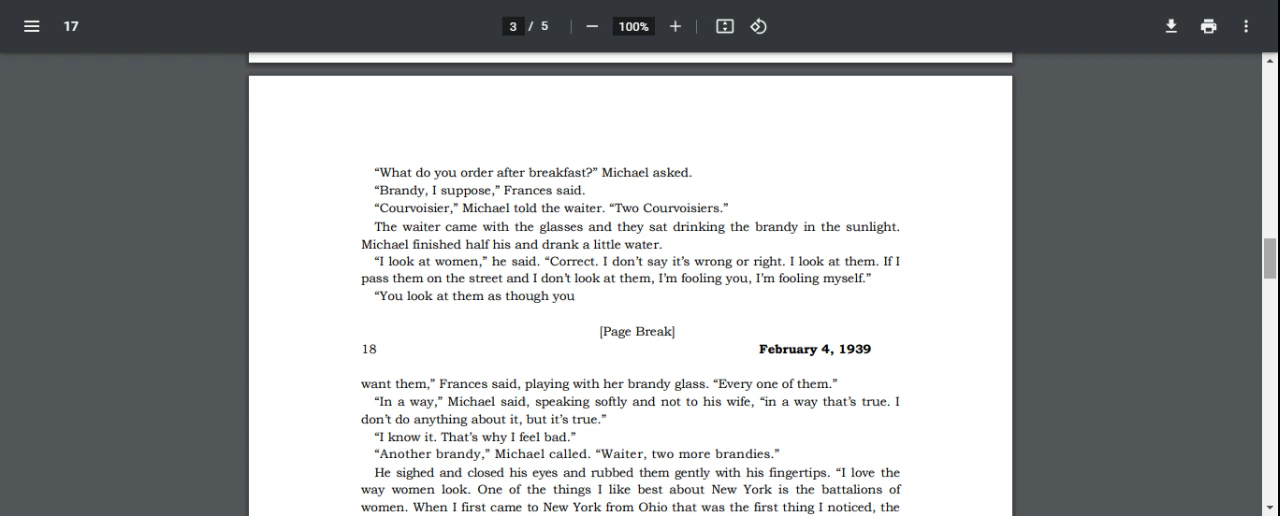 17
3 / 5
100%
“What do you order after breakfast?” Michael asked.
“Brandy, I suppose,” Frances said.
“Courvoisier,” Michael told the waiter. “Two Courvoisiers.”
The waiter came with the glasses and they sat drinking the brandy in the sunlight.
Michael finished half his and drank a little water.
“I look at women,” he said. “Correct. I don’t say it’s wrong or right. I look at them. If I
pass them on the street and I don’t look at them, I’m fooling you, I’m fooling myself.”
“You look at them as though you
[Page Break]
18 February 4, 1939
want them,” Frances said, playing with her brandy glass. “Every one of them.”
“In a way,” Michael said, speaking softly and not to his wife, “in a way that’s true. I
don’t do anything about it, but it’s true.”
“I know it. That’s why I feel bad.”
“Another brandy,” Michael called. “Waiter, two more brandies.”
He sighed and closed his eyes and rubbed them gently with his fingertips. “I love the
way women look. One of the things I like best about New York is the battalions of
women. When I first came to New York from Ohio that was the first thing I noticed, the